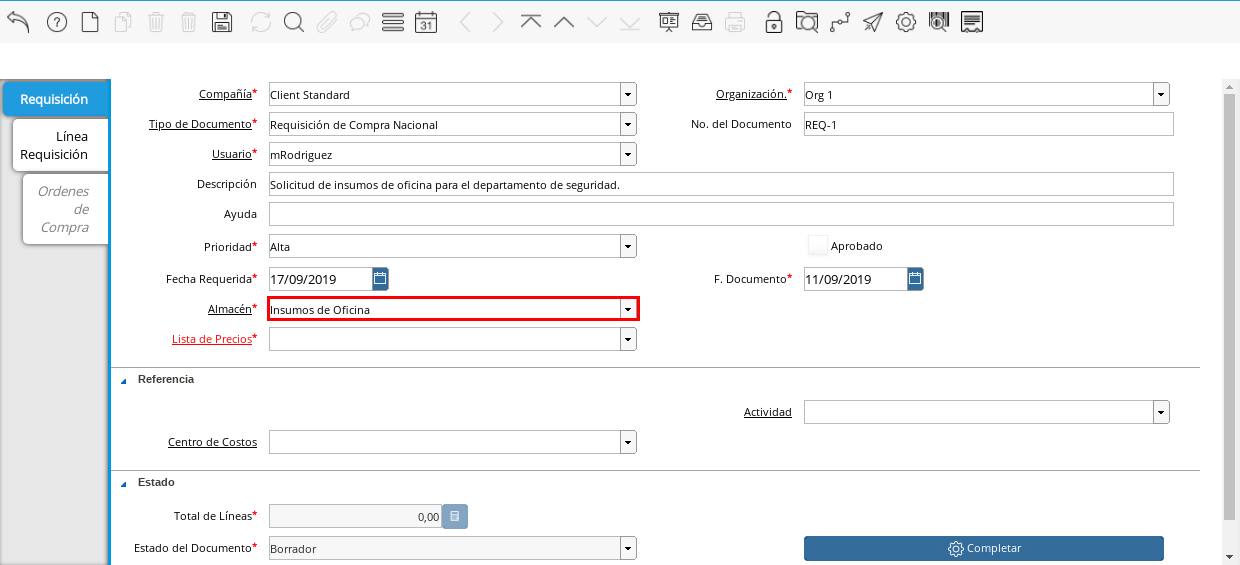 31
Requisición
Línea
Requisición
Ordenes
de
Compra
Compañía* Client Standard Organización.* Org 1
Tipo de Documento* Requisición de Compra Nacional No. del Documento REQ-1
Usuario* mRodriguez
Descripción Solicitud de insumos de oficina para el departamento de seguridad.
Ayuda
Prioridad* Alta Aprobado
Fecha Requerida* 17/09/2019 F. Documento* 11/09/2019
Almacén* Insumos de Oficina
Lista de Precios*
Referencia
Actividad
Centro de Costos
Estado
Total de Líneas* 0,00
Estado del Documento* Borrador Completar